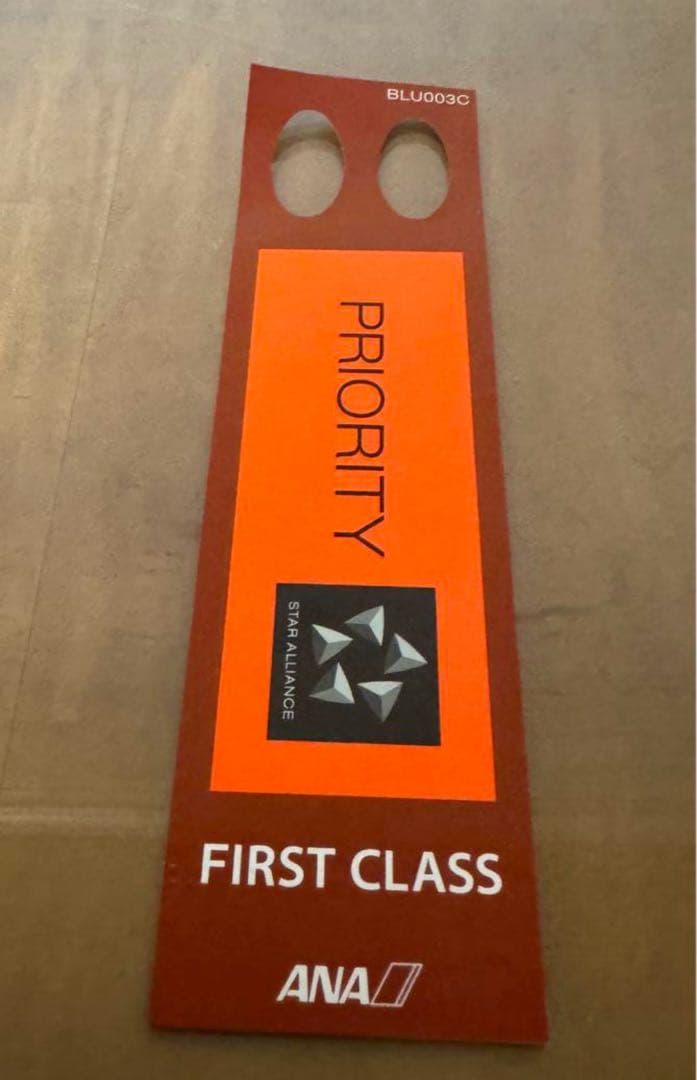 BLU003C
PRIORITY
STAR ALLIANCE
FIRST CLASS
ANA